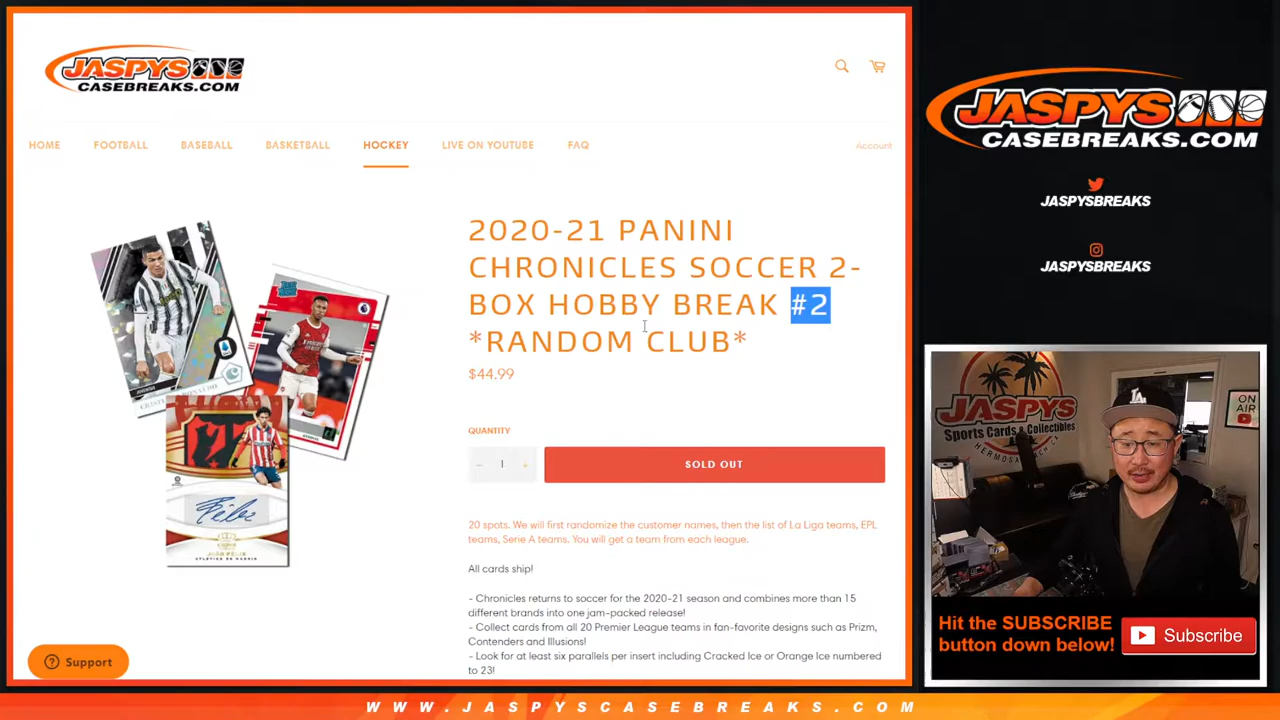 JASPYS
CASEBREAKS.COM
HOME FOOTBALL BASEBALL BASKETBALL HOCKEY LIVE ON YOUTUBE FAQ
Account
2020-21 PANINI
CHRONICLES SOCCER 2-
BOX HOBBY BREAK #2
*RANDOM CLUB*
$44.99
QUANTITY
− 1 +
SOLD OUT
20 spots. We will first randomize the customer names, then the list of La Liga teams, EPL
teams, Serie A teams. You will get a team from each league.
All cards ship!
- Chronicles returns to soccer for the 2020-21 season and combines more than 15
different brands into one jam-packed release!
- Collect cards from all 20 Premier League teams in fan-favorite designs such as Prizm,
Contenders and Illusions!
- Look for at least six parallels per insert including Cracked Ice or Orange Ice numbered
to 23!
Support
JASPYS
CASEBREAKS.COM
JASPYSBREAKS
JASPYSBREAKS
JASPYS
Sports Cards & Collectibles
HERMOSA BEACH, CA
ON
AIR
LA
Hit the SUBSCRIBE
button down below!
Subscribe
WWW.JASPYSCASEBREAKS.COM